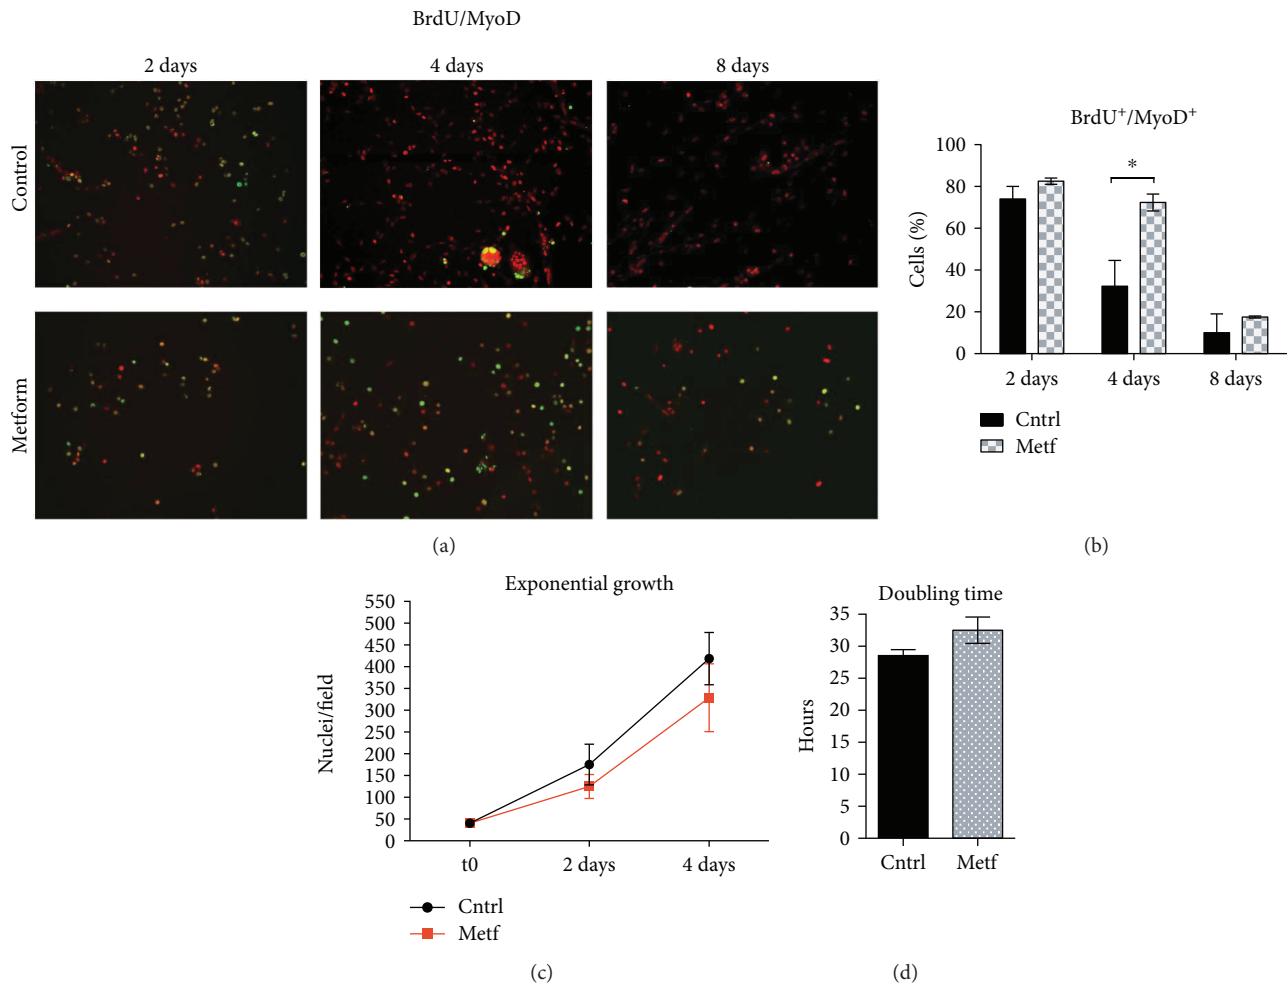 BrdU/MyoD
2 days
4 days
8 days
Control
Metform
(a)
BrdU+/MyoD+
Cells (%)
100
80
60
40
20
0
*
2 days
4 days
8 days
Cntrl
Metf
(b)
Exponential growth
Nuclei/field
550
500
450
400
350
300
250
200
150
100
50
0
t0
2 days
4 days
Cntrl
Metf
(c)
Doubling time
Hours
35
30
25
20
15
10
5
0
Cntrl
Metf
(d)